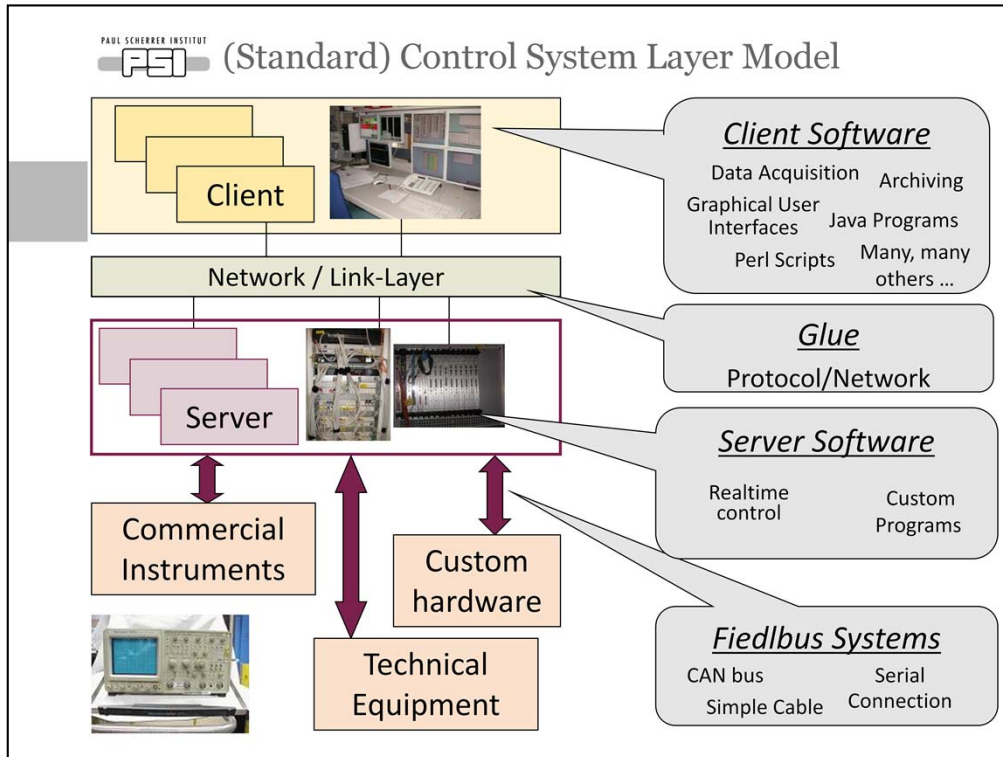 PAUL SCHERRER INSTITUT
PSI
(Standard) Control System Layer Model
Client
Network / Link-Layer
Server
Commercial
Instruments
Custom
hardware
Technical
Equipment
Client Software
Data Acquisition
Archiving
Graphical User
Interfaces
Java Programs
Perl Scripts
Many, many
others ...
Glue
Protocol/Network
Server Software
Realtime
control
Custom
Programs
Fiedlbus Systems
CAN bus
Serial
Connection
Simple Cable